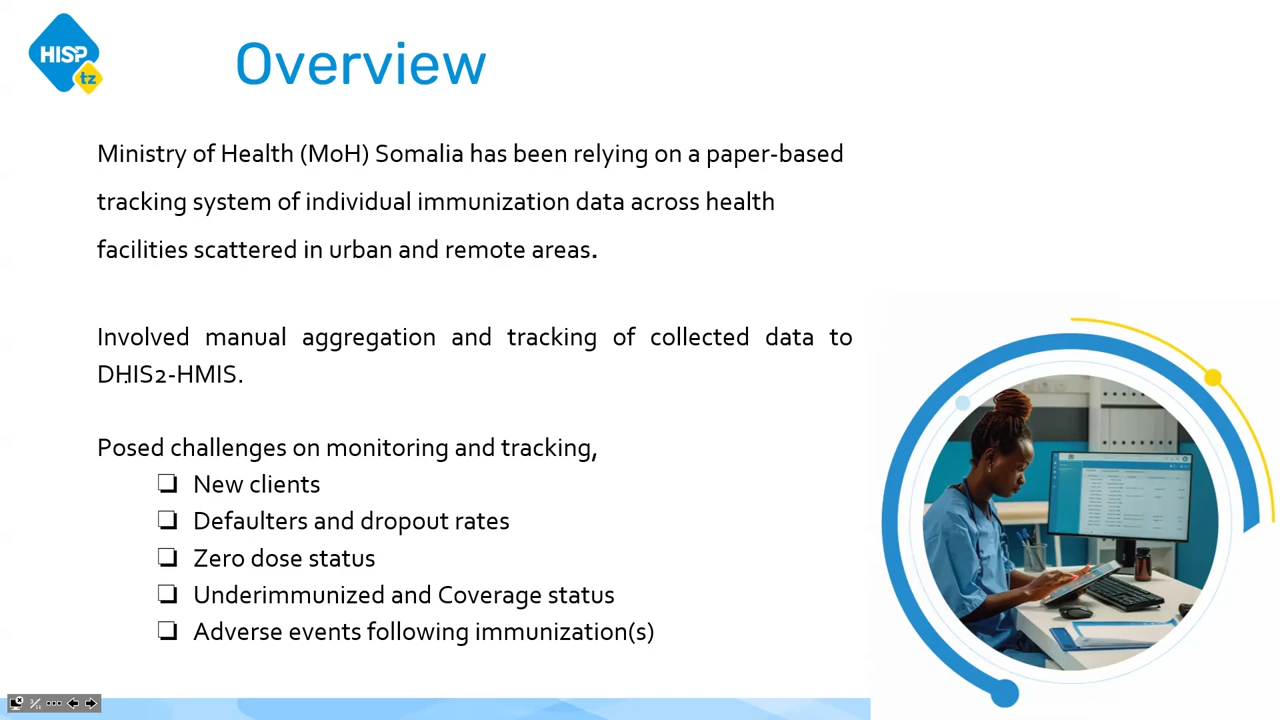 HISP
tz
Overview
Ministry of Health (MoH) Somalia has been relying on a paper-based
tracking system of individual immunization data across health
facilities scattered in urban and remote areas.
Involved manual aggregation and tracking of collected data to
DHIS2-HMIS.
Posed challenges on monitoring and tracking,
❑ New clients
❑ Defaulters and dropout rates
❑ Zero dose status
❑ Underimmunized and Coverage status
❑ Adverse events following immunization(s)